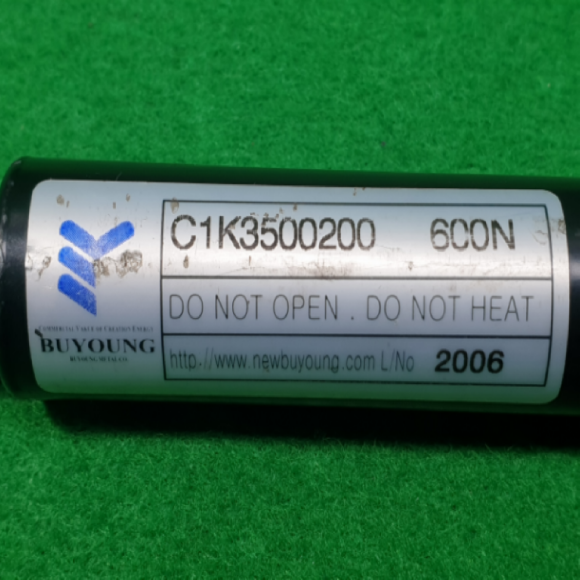 C1K3500200 600N
DO NOT OPEN . DO NOT HEAT
BUYOUNG
http://www.newbuyoung.com L/No 2006